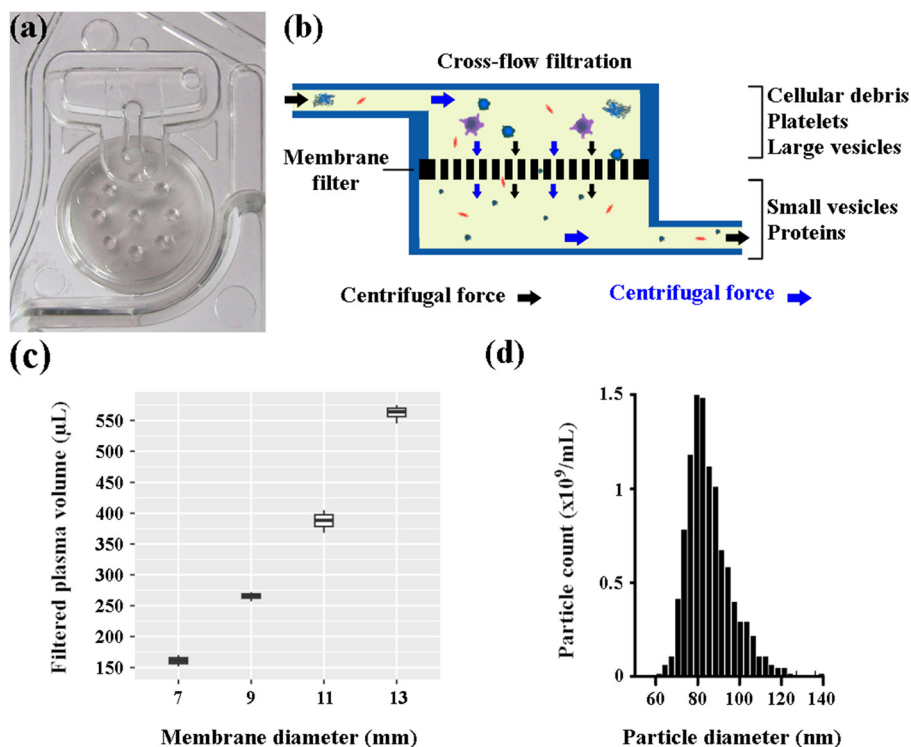 (a)
(b)
Cross-flow filtration
Cellular debris
Platelets
Large vesicles
Membrane
filter
Small vesicles
Proteins
Centrifugal force
Centrifugal force
(c)
Filtered plasma volume (µL)
550
500
450
400
350
300
250
200
150
7 9 11 13
Membrane diameter (mm)
(d)
Particle count (x10⁹/mL)
1.5
1
0.5
0
60 80 100 120 140
Particle diameter (nm)